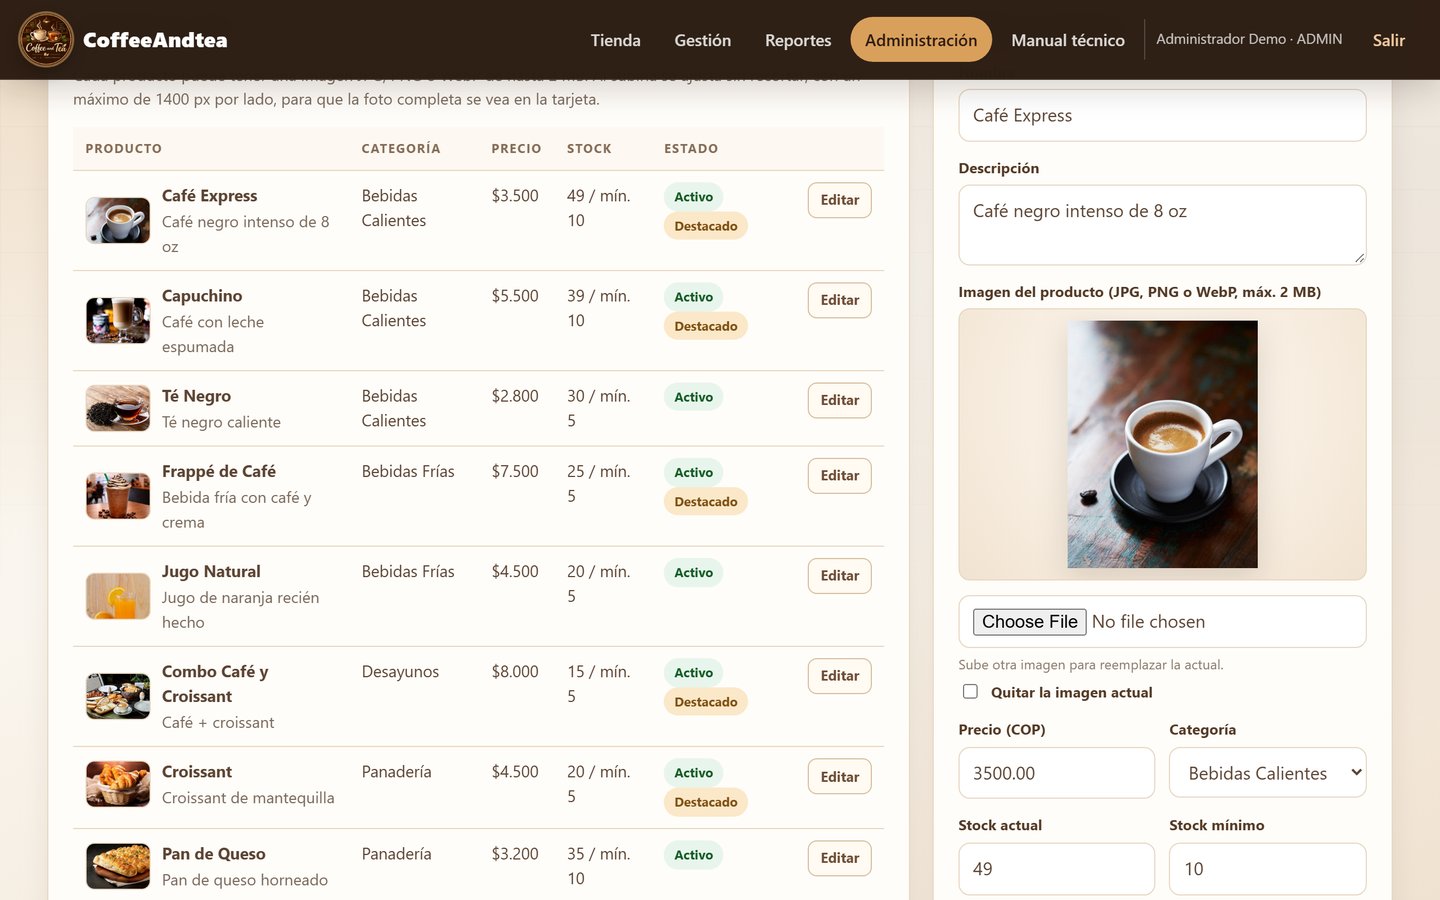 CoffeeAndtea
Tienda
Gestión
Reportes
Administración
Manual técnico
Administrador Demo · ADMIN
Salir
máximo de 1400 px por lado, para que la foto completa se vea en la tarjeta.
PRODUCTO CATEGORÍA PRECIO STOCK ESTADO
Café Express
Café negro intenso de 8
oz
Bebidas
Calientes
$3.500
49 / mín.
10
Activo
Destacado
Editar
Capuchino
Café con leche
espumada
Bebidas
Calientes
$5.500
39 / mín.
10
Activo
Destacado
Editar
Té Negro
Té negro caliente
Bebidas
Calientes
$2.800
30 / mín.
5
Activo
Editar
Frappé de Café
Bebida fría con café y
crema
Bebidas Frías
$7.500
25 / mín.
5
Activo
Destacado
Editar
Jugo Natural
Jugo de naranja recién
hecho
Bebidas Frías
$4.500
20 / mín.
5
Activo
Editar
Combo Café y
Croissant
Café + croissant
Desayunos
$8.000
15 / mín.
5
Activo
Destacado
Editar
Croissant
Croissant de mantequilla
Panadería
$4.500
20 / mín.
5
Activo
Destacado
Editar
Pan de Queso
Pan de queso horneado
Panadería
$3.200
35 / mín.
10
Activo
Editar
Café Express
Descripción
Café negro intenso de 8 oz
Imagen del producto (JPG, PNG o WebP, máx. 2 MB)
Choose File No file chosen
Sube otra imagen para reemplazar la actual.
Quitar la imagen actual
Precio (COP)
3500.00
Categoría
Bebidas Calientes
Stock actual
49
Stock mínimo
10